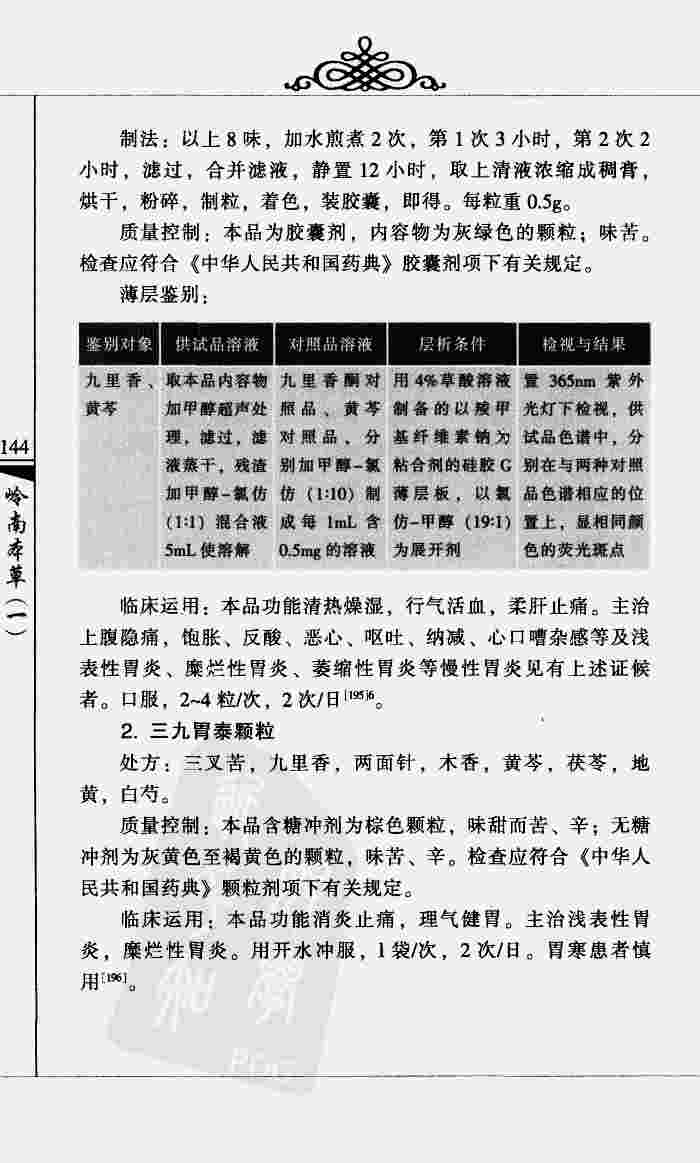 制法：以上8味，加水煎煮2次，第1次3小时，第2次2
小时，滤过，合并滤液，静置12小时，取上清液浓缩成稠膏，
烘干，粉碎，制粒，着色，装胶囊，即得。每粒重0.5g。
质量控制：本品为胶囊剂，内容物为灰绿色的颗粒；味苦。
检查应符合《中华人民共和国药典》胶囊剂项下有关规定。
薄层鉴别：
鉴别对象 供试品溶液 对照品溶液 层析条件 检视与结果
九里香、 取本品内容物 九里香酮对 用4%草酸溶液 置365nm紫外
黄芩 加甲醇超声处 照品、黄芩 制备的以羧甲 光灯下检视，供
理，滤过，滤 对照品、分 基纤维素钠为 试品色谱中，分
液蒸干，残渣 别加甲醇-氯 粘合剂的硅胶G 别在与两种对照
加甲醇-氯仿 仿（1:10）制 薄层板，以氯 品色谱相应的位
（1:1）混合液 成每1mL含 仿-甲醇（19:1） 置上，显相同颜
5mL使溶解 0.5mg的溶液 为展开剂 色的荧光斑点
临床运用：本品功能清热燥湿，行气活血，柔肝止痛。主治
上腹隐痛，饱胀、反酸、恶心、呕吐、纳减、心口嘈杂感等及浅
表性胃炎、糜烂性胃炎、萎缩性胃炎等慢性胃炎见有上述证候
者。口服，2~4粒/次，2次/日[195]6。
2. 三九胃泰颗粒
处方：三叉苦，九里香，两面针，木香，黄芩，茯苓，地
黄，白芍。
质量控制：本品含糖冲剂为棕色颗粒，味甜而苦、辛；无糖
冲剂为灰黄色至褐黄色的颗粒，味苦、辛。检查应符合《中华人
民共和国药典》颗粒剂项下有关规定。
临床运用：本品功能消炎止痛，理气健胃。主治浅表性胃
炎，糜烂性胃炎。用开水冲服，1袋/次，2次/日。胃寒患者慎
用[196]。
144
岭南本草（一）
PDG